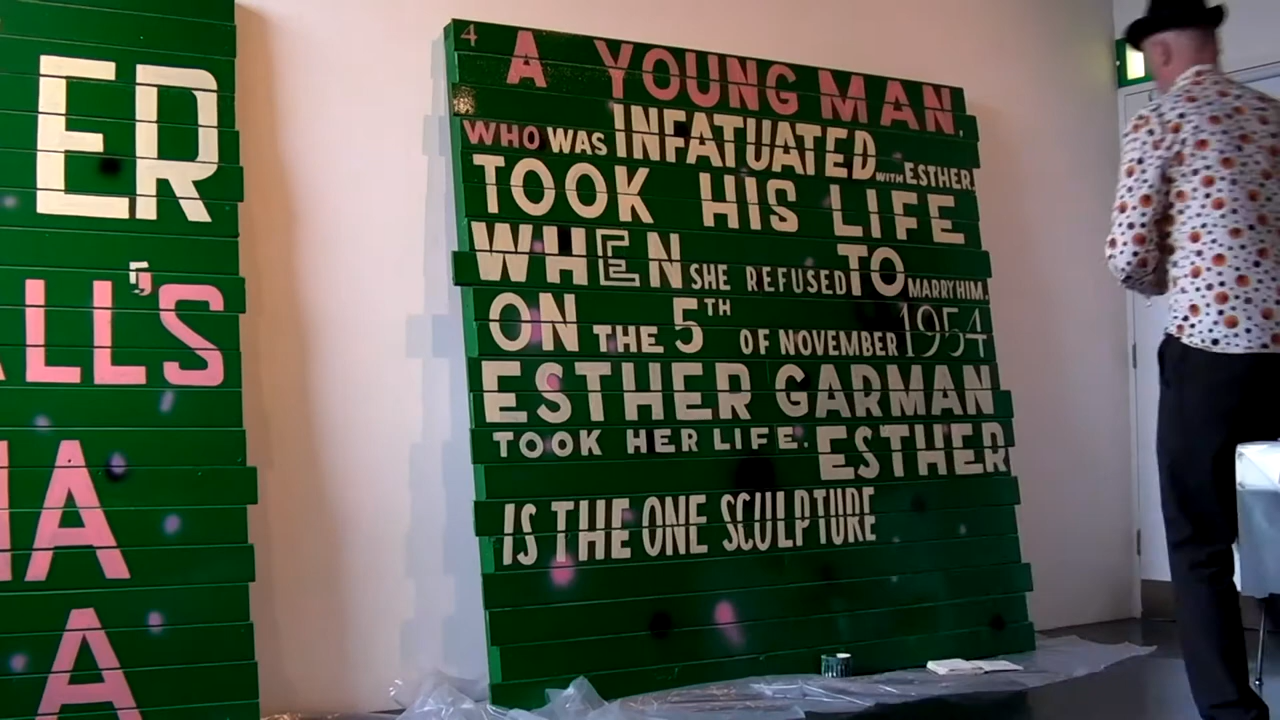 ER
LL'S
A
A
4
A YOUNG MAN,
WHO WAS INFATUATED WITH ESTHER,
TOOK HIS LIFE
WHEN SHE REFUSED TO MARRY HIM.
ON THE 5TH OF NOVEMBER 1954
ESTHER GARMAN
TOOK HER LIFE. ESTHER
IS THE ONE SCULPTURE